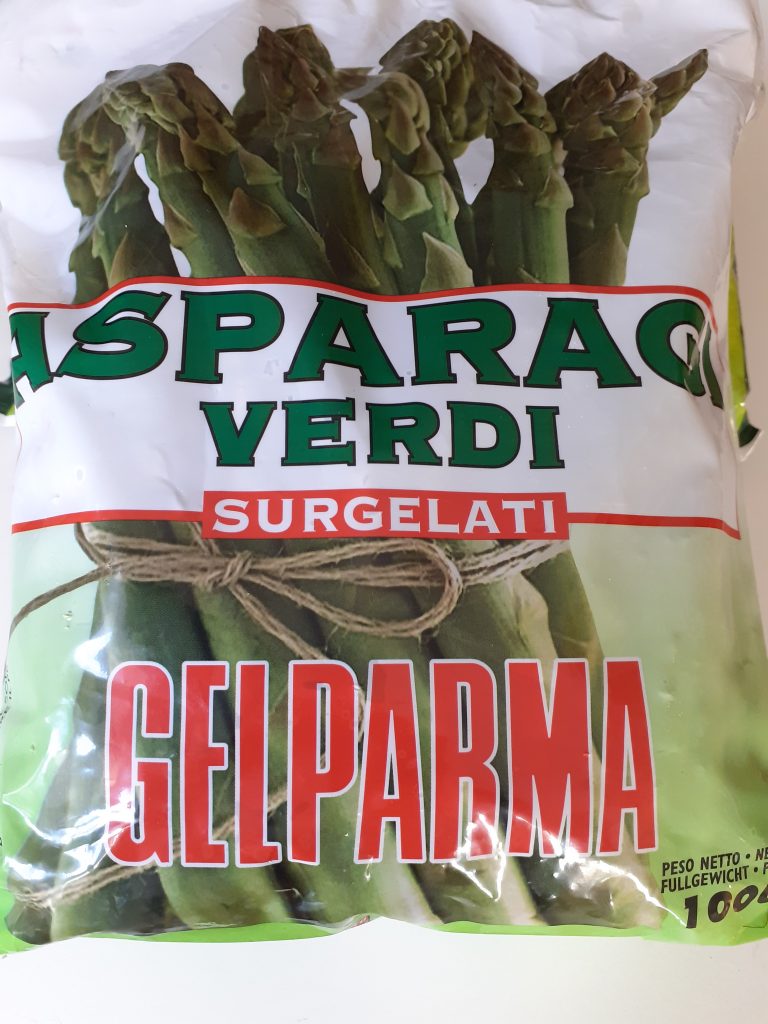 ASPARAGI
VERDI
SURGELATI
GELPARMA
PESO NETTO •
FULLGEWICHT •